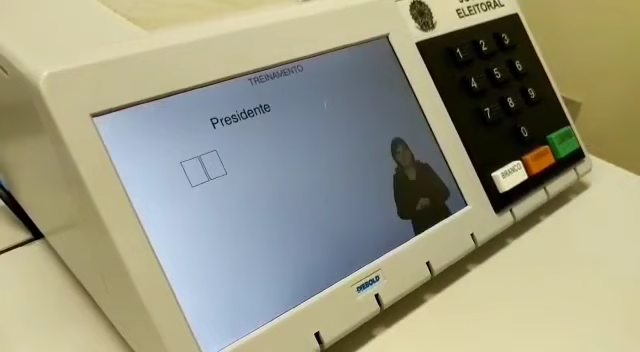 TREINAMENTO
Presidente
ELEITORAL
1 2 3
4 5 6
7 8 9
0
BRANCO
DIEBOLD